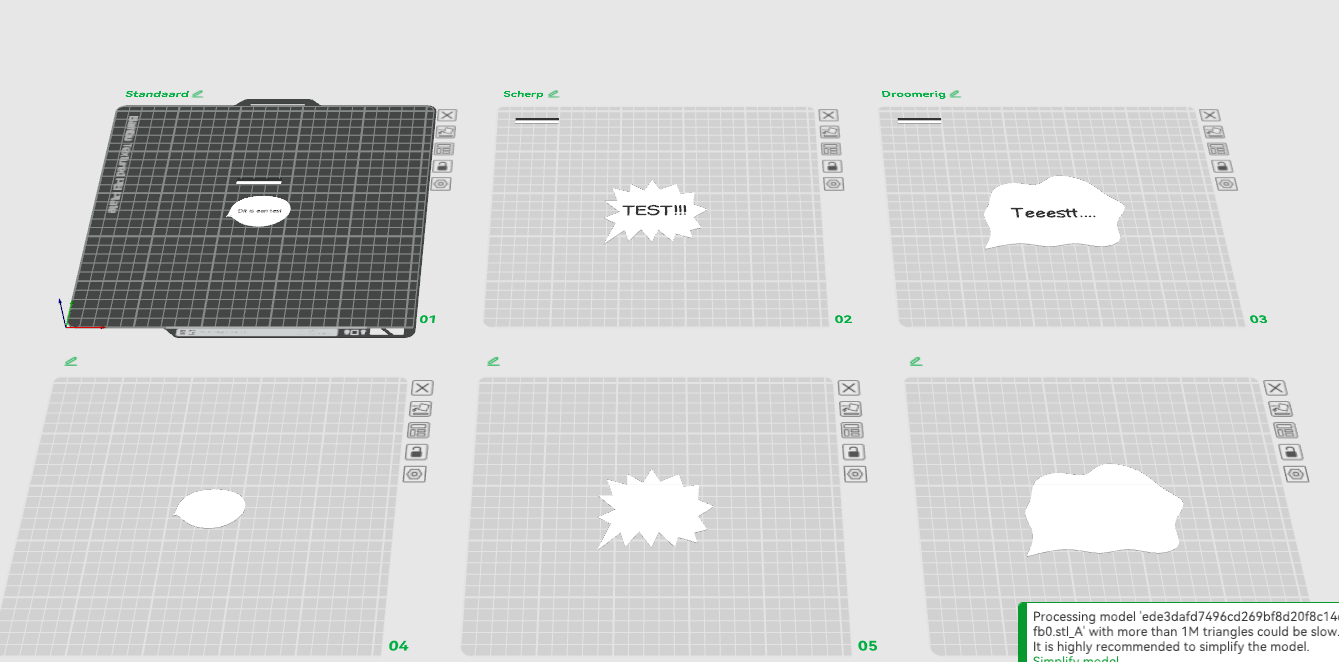 Standaard
Scherp
Droomerig
Dit is een test
TEST!!!
Teeestt....
01
02
03
04
05
Processing model 'ede3dafd7496cd269bf8d20f8c14
fb0.stl_A' with more than 1M triangles could be slow.
It is highly recommended to simplify the model.
Simplify model